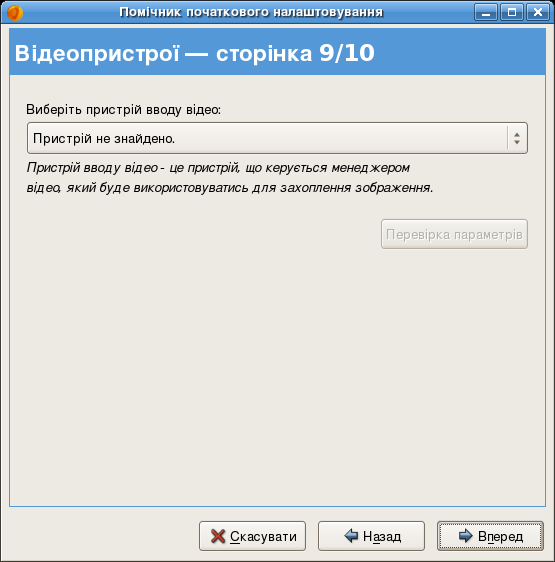 Помічник початкового налаштовування
Відеопристрої — сторінка 9/10
Виберіть пристрій вводу відео:
Пристрій не знайдено.
Пристрій вводу відео - це пристрій, що керується менеджером
відео, який буде використовуватись для захоплення зображення.
Перевірка параметрів
Скасувати
Назад
Вперед